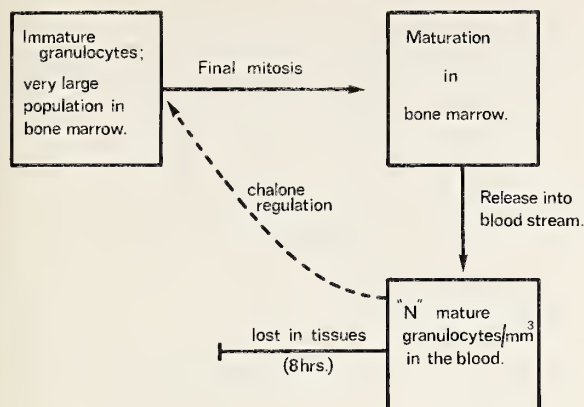 Immature
granulocytes;
very large
population in
bone marrow.
Final mitosis
Maturation
in
bone marrow.
chalone
regulation
Release into
blood stream.
"N" mature
granulocytes/mm³
in the blood.
lost in tissues
(8hrs.)